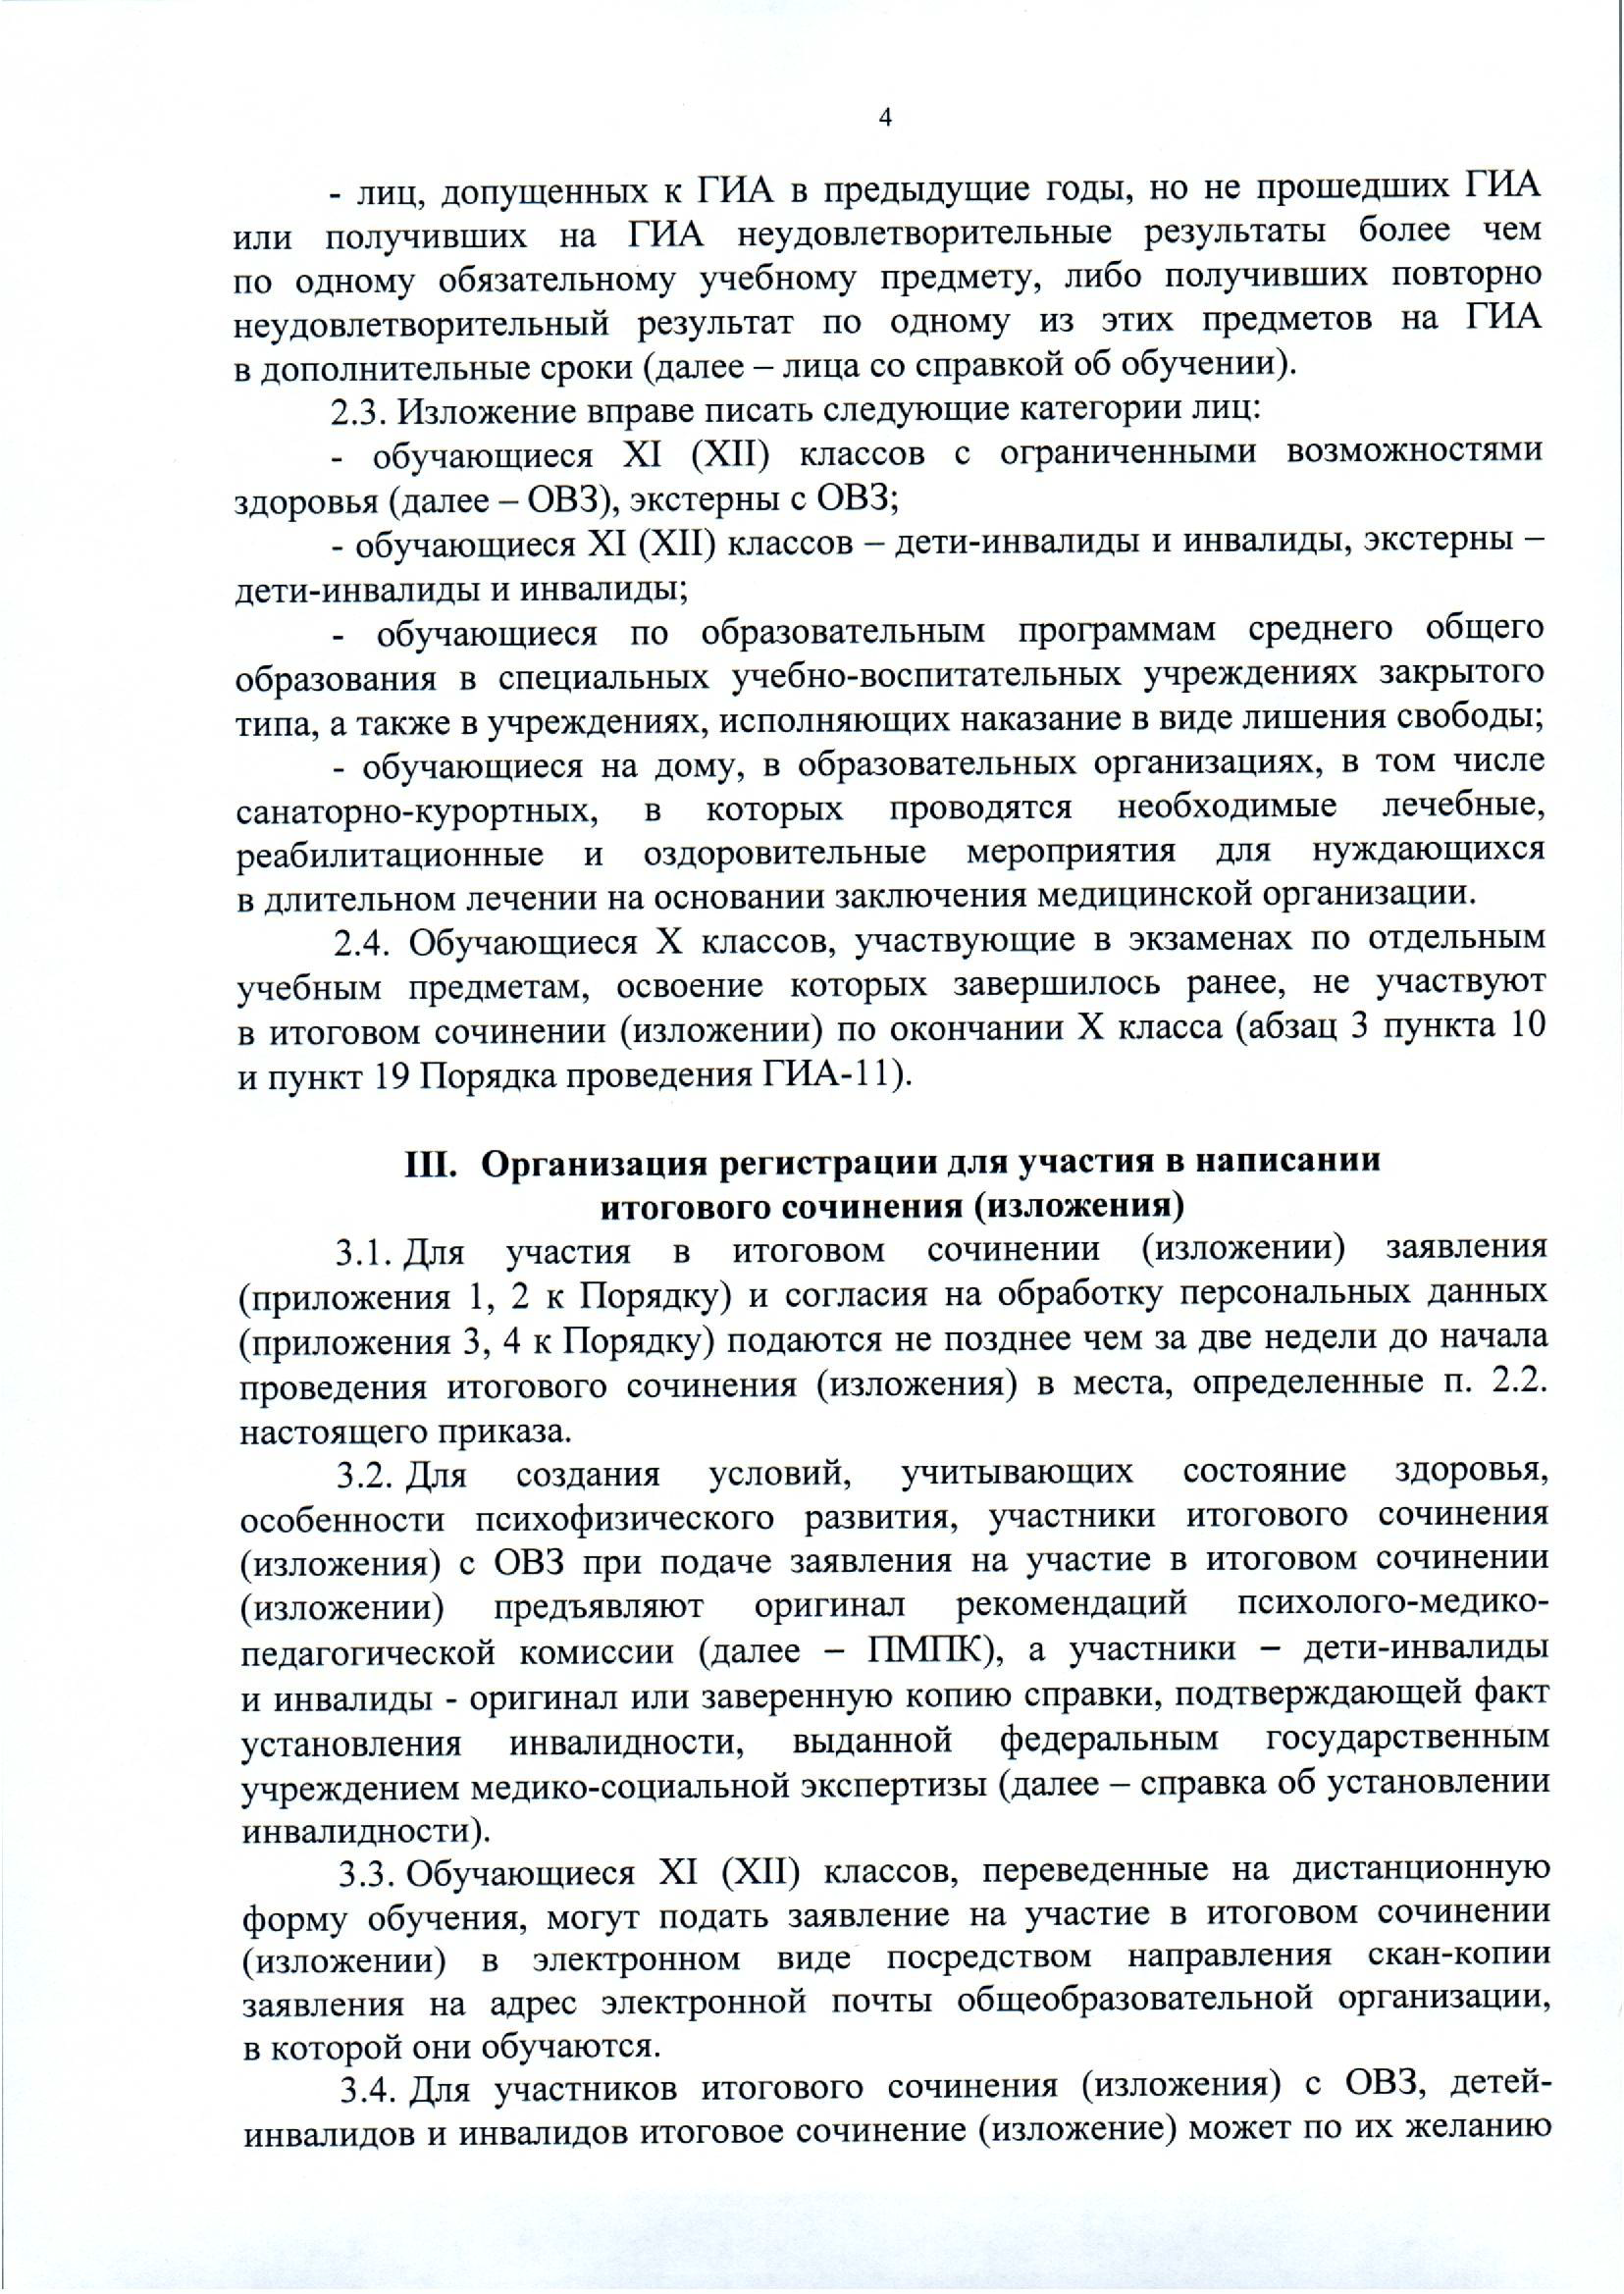 4
- лиц, допущенных к ГИА в предыдущие годы, но не прошедших ГИА
или получивших на ГИА неудовлетворительные результаты более чем
по одному обязательному учебному предмету, либо получивших повторно
неудовлетворительный результат по одному из этих предметов на ГИА
в дополнительные сроки (далее – лица со справкой об обучении).
2.3. Изложение вправе писать следующие категории лиц:
- обучающиеся XI (XII) классов с ограниченными возможностями
здоровья (далее – ОВЗ), экстерны с ОВЗ;
- обучающиеся XI (XII) классов – дети-инвалиды и инвалиды, экстерны –
дети-инвалиды и инвалиды;
- обучающиеся по образовательным программам среднего общего
образования в специальных учебно-воспитательных учреждениях закрытого
типа, а также в учреждениях, исполняющих наказание в виде лишения свободы;
- обучающиеся на дому, в образовательных организациях, в том числе
санаторно-курортных, в которых проводятся необходимые лечебные,
реабилитационные и оздоровительные мероприятия для нуждающихся
в длительном лечении на основании заключения медицинской организации.
2.4. Обучающиеся X классов, участвующие в экзаменах по отдельным
учебным предметам, освоение которых завершилось ранее, не участвуют
в итоговом сочинении (изложении) по окончании X класса (абзац 3 пункта 10
и пункт 19 Порядка проведения ГИА-11).
III. Организация регистрации для участия в написании
итогового сочинения (изложения)
3.1. Для участия в итоговом сочинении (изложении) заявления
(приложения 1, 2 к Порядку) и согласия на обработку персональных данных
(приложения 3, 4 к Порядку) подаются не позднее чем за две недели до начала
проведения итогового сочинения (изложения) в места, определенные п. 2.2.
настоящего приказа.
3.2. Для создания условий, учитывающих состояние здоровья,
особенности психофизического развития, участники итогового сочинения
(изложения) с ОВЗ при подаче заявления на участие в итоговом сочинении
(изложении) предъявляют оригинал рекомендаций психолого-медико-
педагогической комиссии (далее – ПМПК), а участники – дети-инвалиды
и инвалиды - оригинал или заверенную копию справки, подтверждающей факт
установления инвалидности, выданной федеральным государственным
учреждением медико-социальной экспертизы (далее – справка об установлении
инвалидности).
3.3. Обучающиеся XI (XII) классов, переведенные на дистанционную
форму обучения, могут подать заявление на участие в итоговом сочинении
(изложении) в электронном виде посредством направления скан-копии
заявления на адрес электронной почты общеобразовательной организации,
в которой они обучаются.
3.4. Для участников итогового сочинения (изложения) с ОВЗ, детей-
инвалидов и инвалидов итоговое сочинение (изложение) может по их желанию